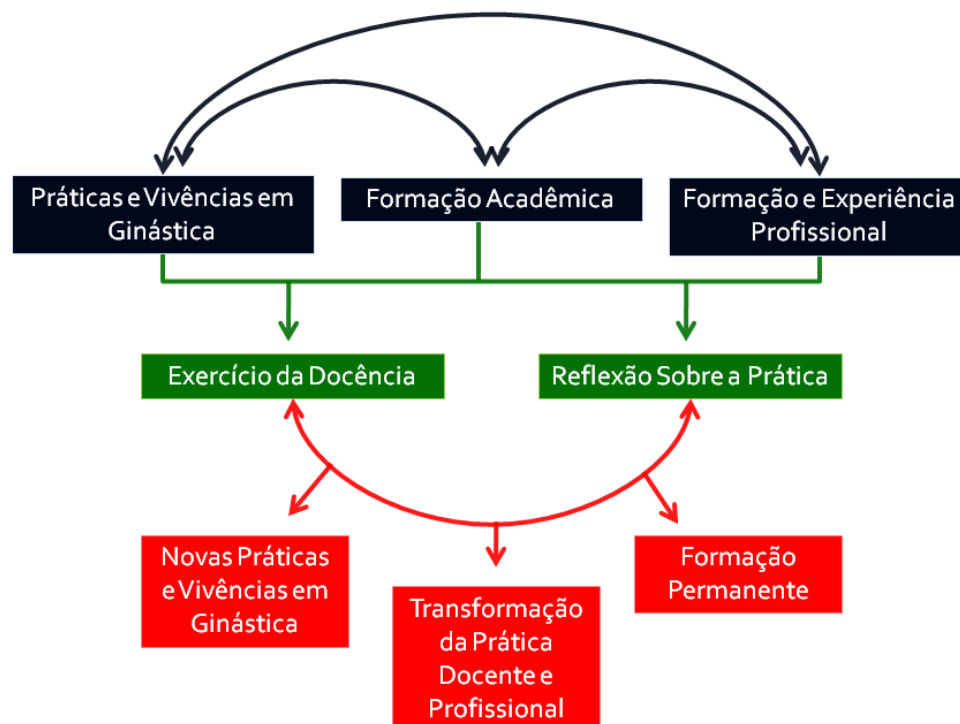 Práticas e Vivências em
Ginástica
Formação Acadêmica
Formação e Experiência
Profissional
Exercício da Docência
Reflexão Sobre a Prática
Novas Práticas
e Vivências em
Ginástica
Transformação
da Prática
Docente e
Profissional
Formação
Permanente